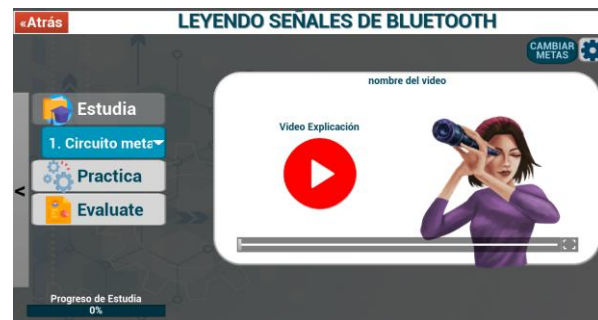 «Atrás
LEYENDO SEÑALES DE BLUETOOTH
CAMBIAR
METAS
nombre del video
Estudia
Video Explicación
1. Circuito meta
Practica
<
Evaluate
Progreso de Estudia
0%